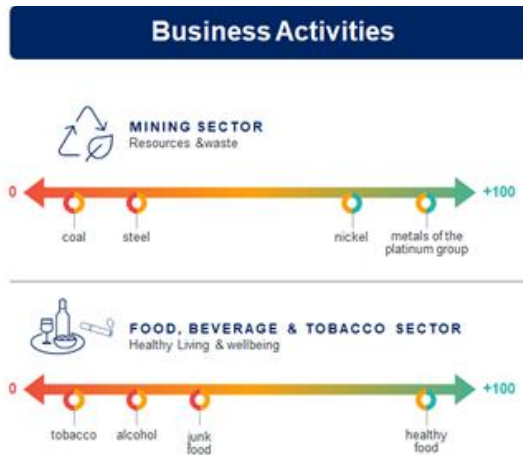 Business Activities
MINING SECTOR
Resources &waste
0
+100
coal
steel
nickel
metals of the
platinum group
FOOD, BEVERAGE & TOBACCO SECTOR
Healthy Living & wellbeing
0
+100
tobacco
alcohol
junk
food
healthy
food